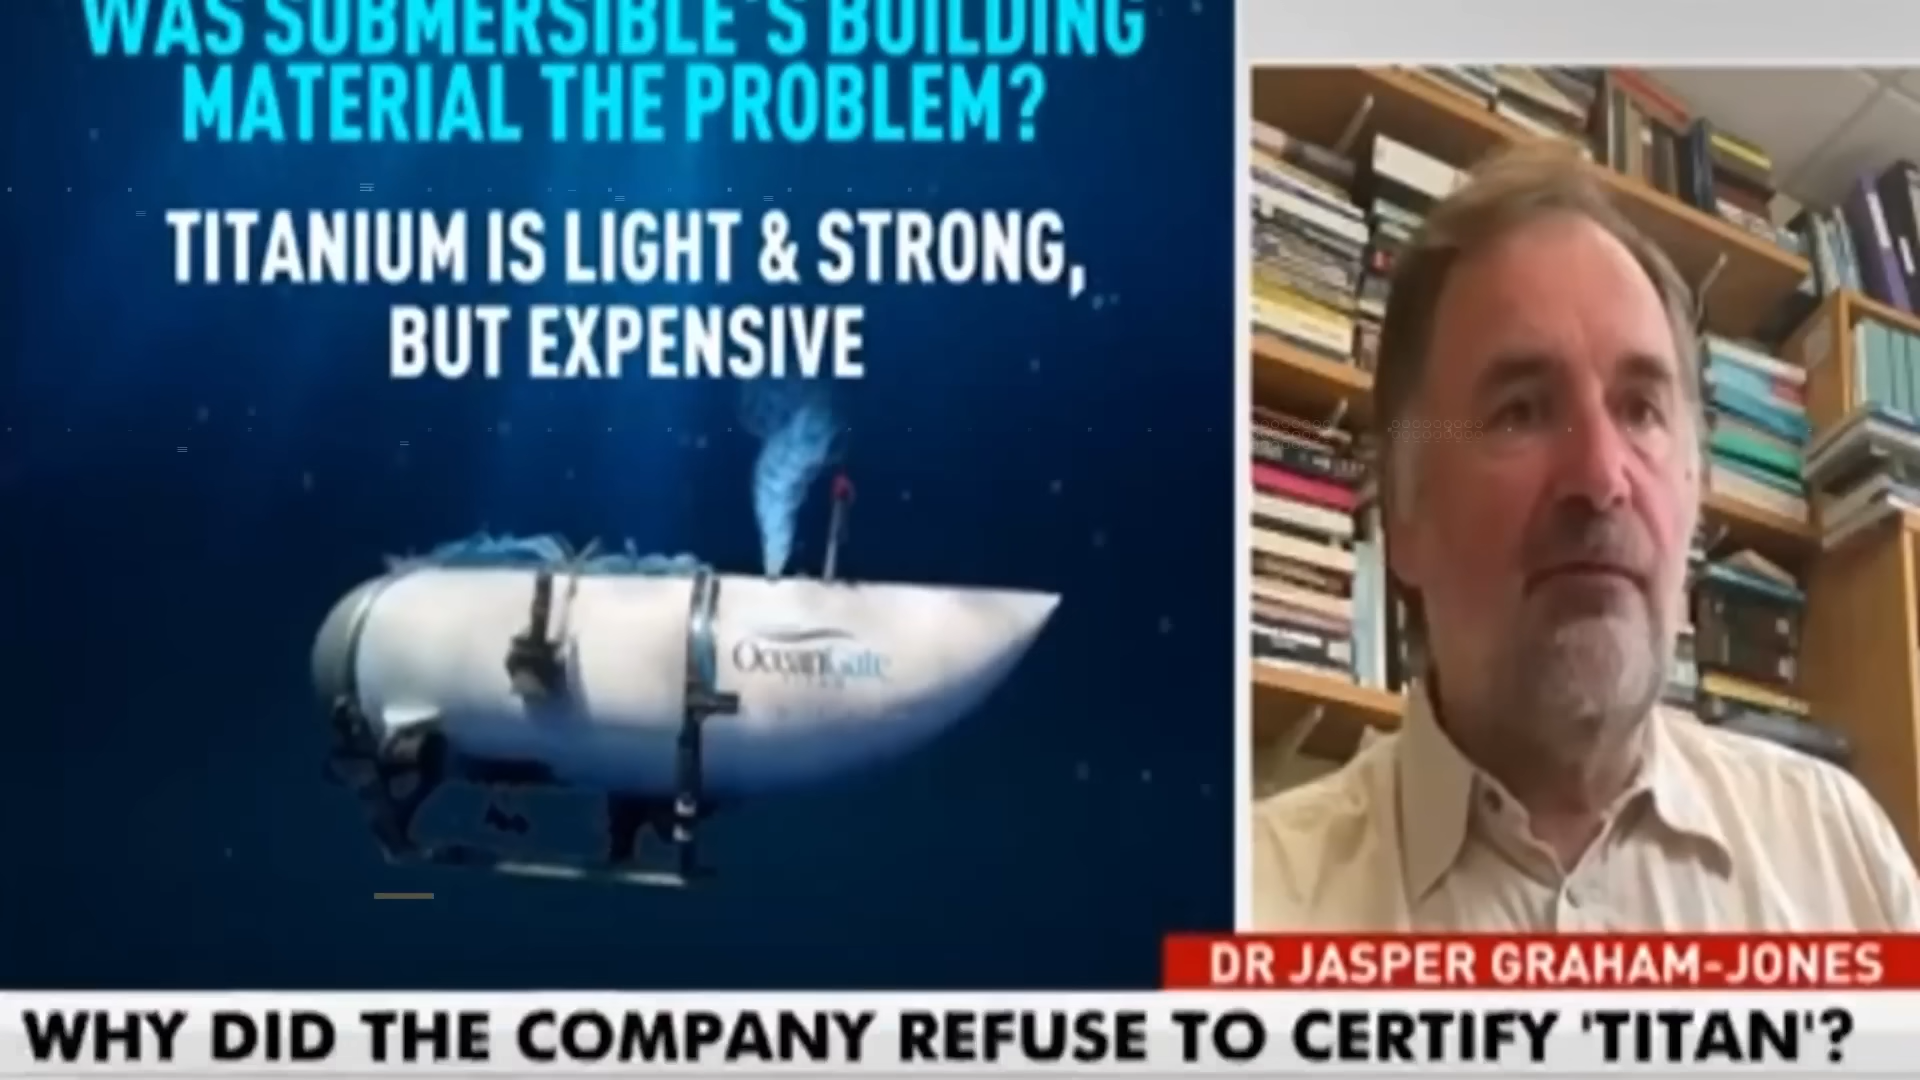 WAS SUBMERSIBLE'S BUILDING
MATERIAL THE PROBLEM?
TITANIUM IS LIGHT & STRONG,
BUT EXPENSIVE
OceanGate
DR JASPER GRAHAM-JONES
WHY DID THE COMPANY REFUSE TO CERTIFY 'TITAN'?